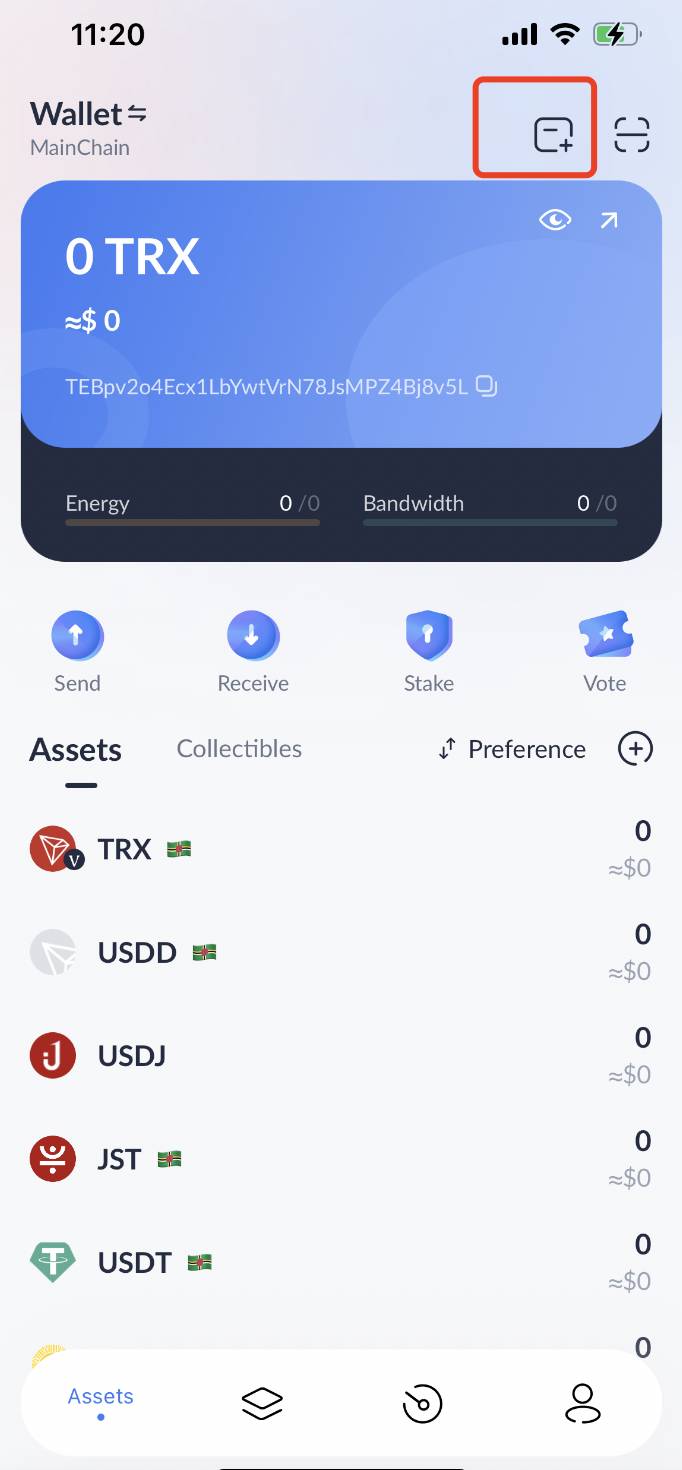 11:20
Wallet
MainChain
0 TRX
≈$ 0
TEBpv2o4Ecx1LbYwtVrN78JsMPZ4Bj8v5L
Energy 0 /0 Bandwidth 0 /0
Send Receive Stake Vote
Assets Collectibles Preference
TRX 0
≈$0
USDD 0
≈$0
USDJ 0
≈$0
JST 0
≈$0
USDT 0
≈$0
0
Assets